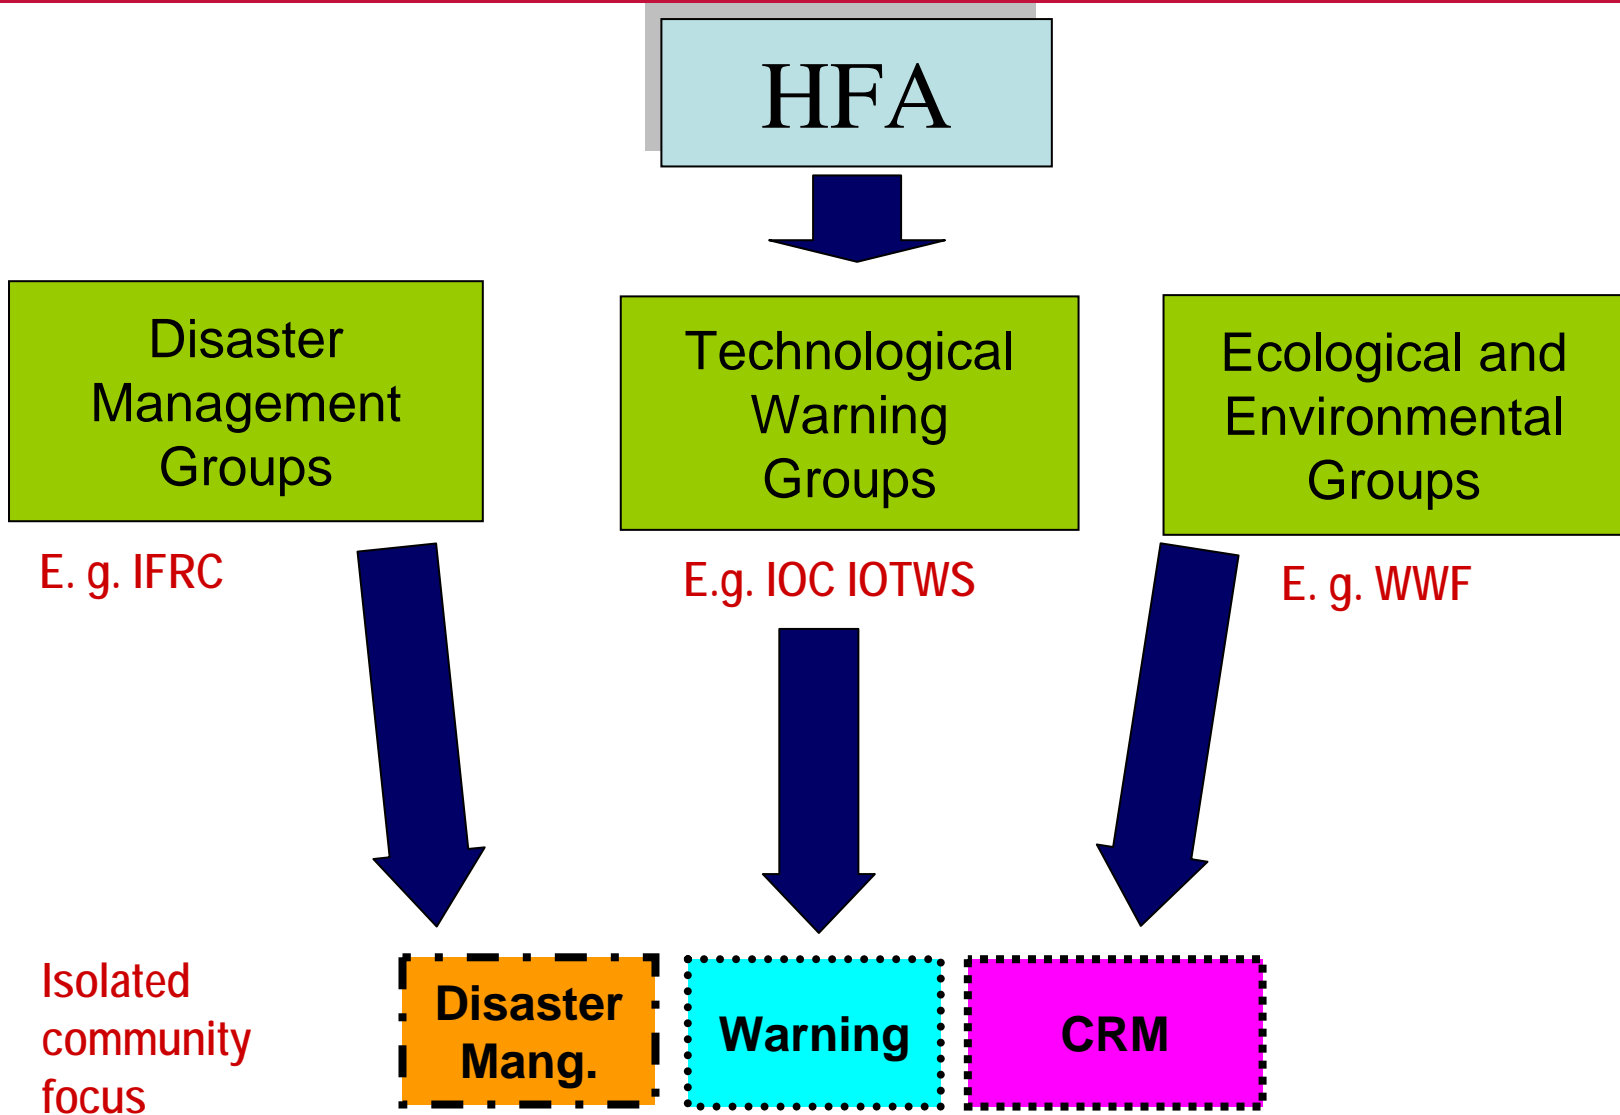 HFA
Disaster
Management
Groups
Technological
Warning
Groups
Ecological and
Environmental
Groups
E. g. IFRC
E.g. IOC IOTWS
E. g. WWF
Isolated
community
focus
Disaster
Mang.
Warning
CRM